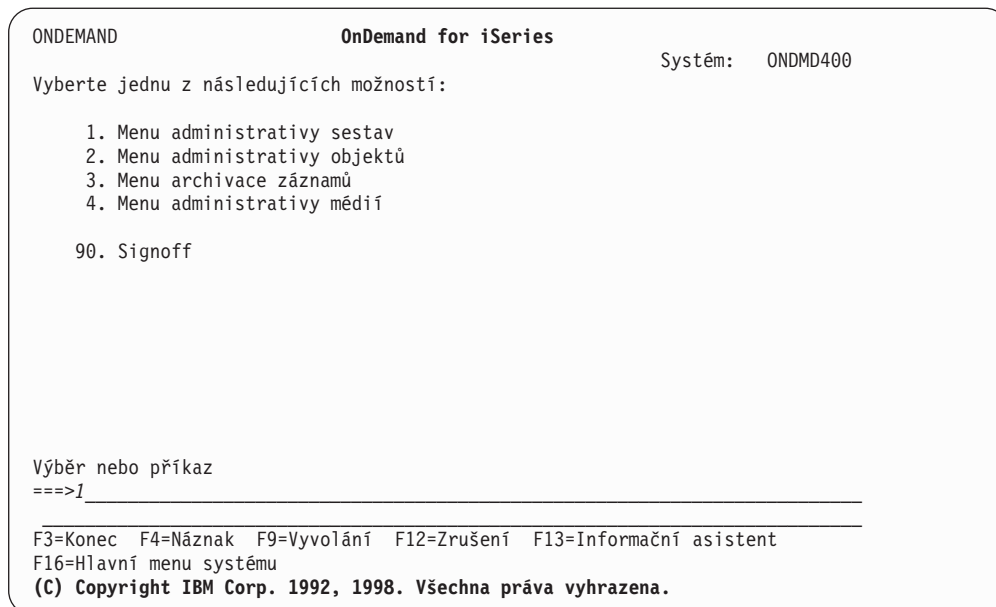 ONDEMAND OnDemand for iSeries
Systém: ONDMD400
Vyberte jednu z následujících možností:
1. Menu administrativy sestav
2. Menu administrativy objektů
3. Menu archivace záznamů
4. Menu administrativy médií
90. Signoff
Výběr nebo příkaz
===>1
F3=Konec F4=Náznak F9=Vyvolání F12=Zrušení F13=Informační asistent
F16=Hlavní menu systému
(C) Copyright IBM Corp. 1992, 1998. Všechna práva vyhrazena.